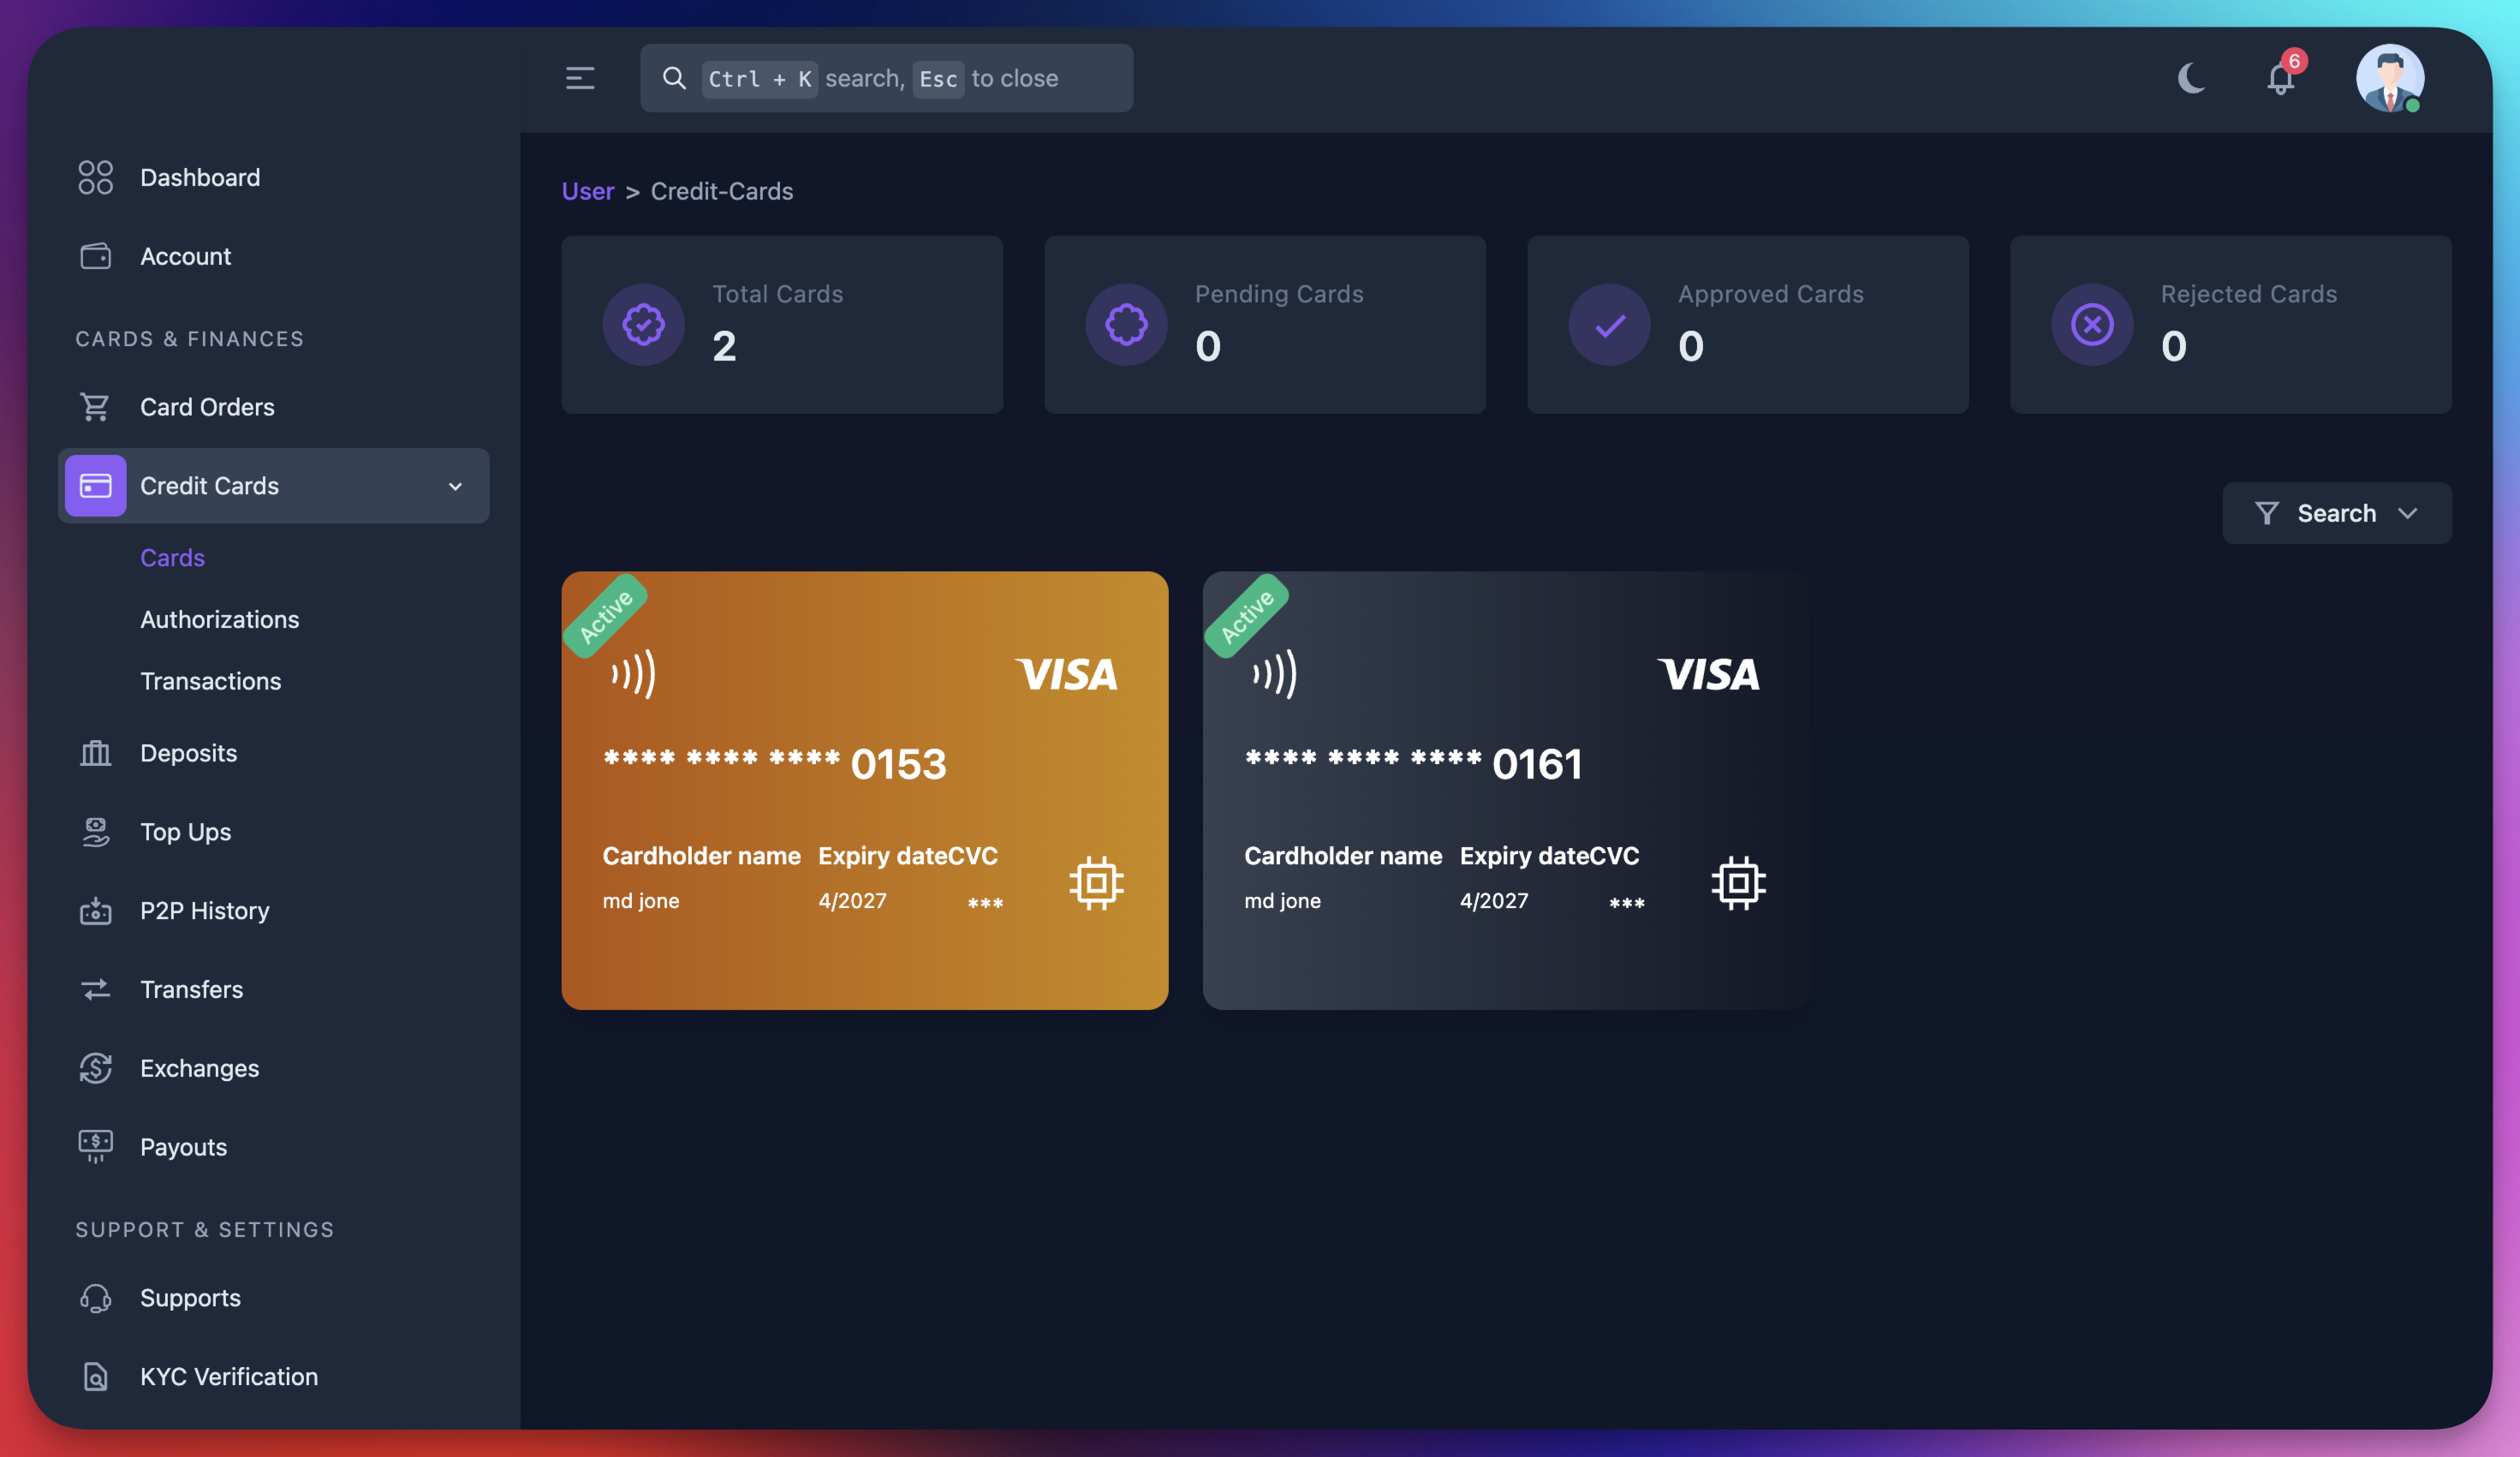 Ctrl + K search, Esc to close
6
Dashboard
Account
CARDS & FINANCES
Card Orders
Credit Cards
Cards
Authorizations
Transactions
Deposits
Top Ups
P2P History
Transfers
Exchanges
Payouts
SUPPORT & SETTINGS
Supports
KYC Verification
User > Credit-Cards
Total Cards
2
Pending Cards
0
Approved Cards
0
Rejected Cards
0
Search
Active
VISA
**** **** **** 0153
Cardholder name Expiry dateCVC
md jone 4/2027 ***
Active
VISA
**** **** **** 0161
Cardholder name Expiry dateCVC
md jone 4/2027 ***